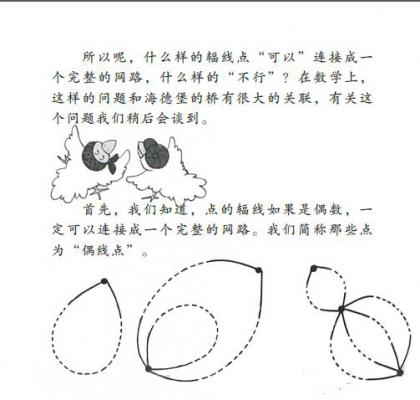 所以呢，什么样的辐线点“可以”连接成一
个完整的网路，什么样的“不行”？在数学上，
这样的问题和海德堡的桥有很大的关联，有关这
个问题我们稍后会谈到。
首先，我们知道，点的辐线如果是偶数，一
定可以连接成一个完整的网路。我们简称那些点
为“偶线点”。